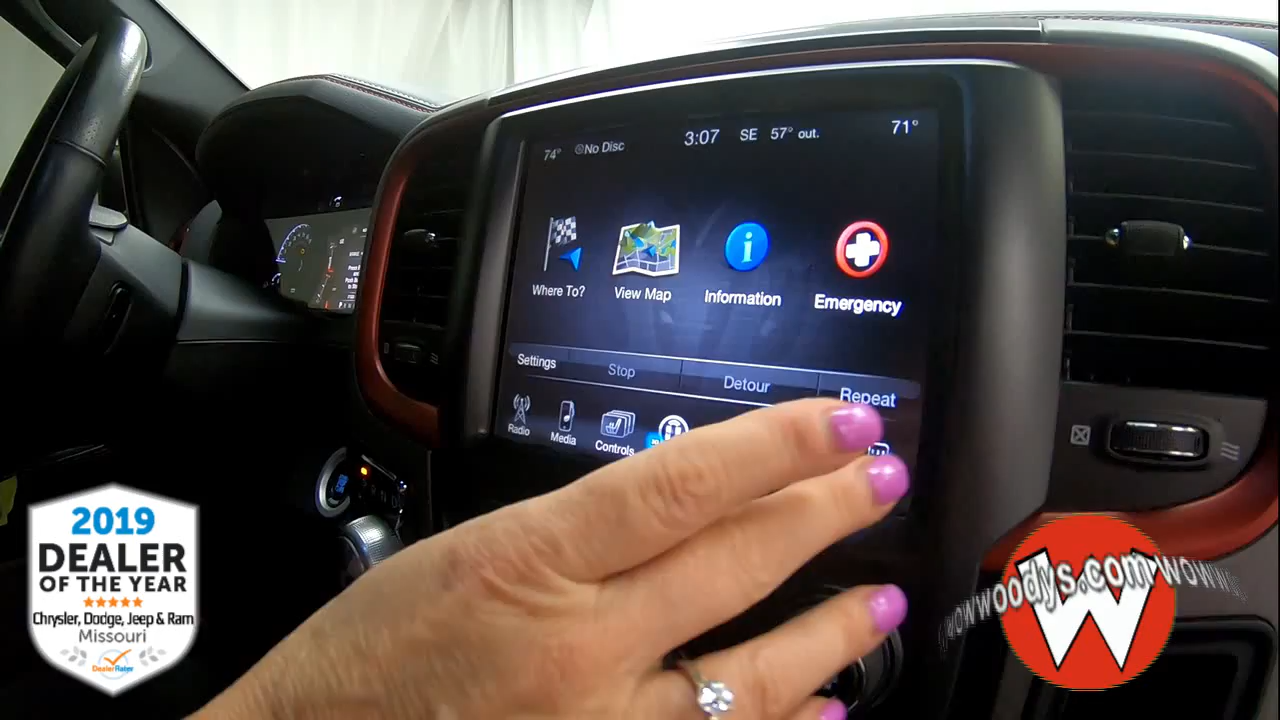 74° No Disc 3:07 SE 57° out. 71°
Where To? View Map Information Emergency
Settings Stop Detour Repeat
Radio Media Controls
2019
DEALER
OF THE YEAR
Chrysler, Dodge, Jeep & Ram
Missouri
DealerRater
wowwoodys.com
W